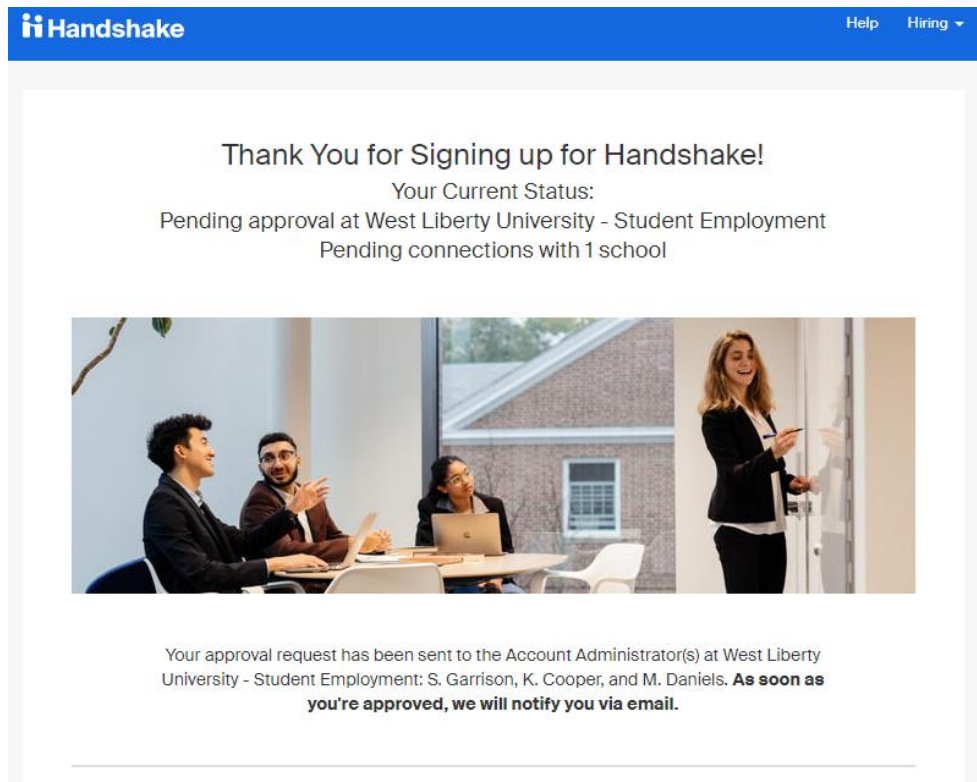 Handshake
Help Hiring
Thank You for Signing up for Handshake!
Your Current Status:
Pending approval at West Liberty University - Student Employment
Pending connections with 1 school
Your approval request has been sent to the Account Administrator(s) at West Liberty
University - Student Employment: S. Garrison, K. Cooper, and M. Daniels. As soon as
you're approved, we will notify you via email.